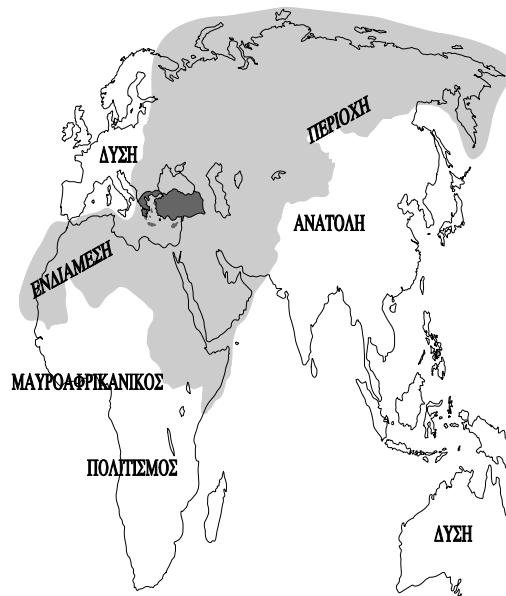 ΠΕΡΙΟΧΗ
ΔΥΣΗ
ΑΝΑΤΟΛΗ
ΕΝΔΙΑΜΕΣΗ
ΜΑΥΡΟΑΦΡΙΚΑΝΙΚΟΣ
ΠΟΛΙΤΙΣΜΟΣ
ΔΥΣΗ